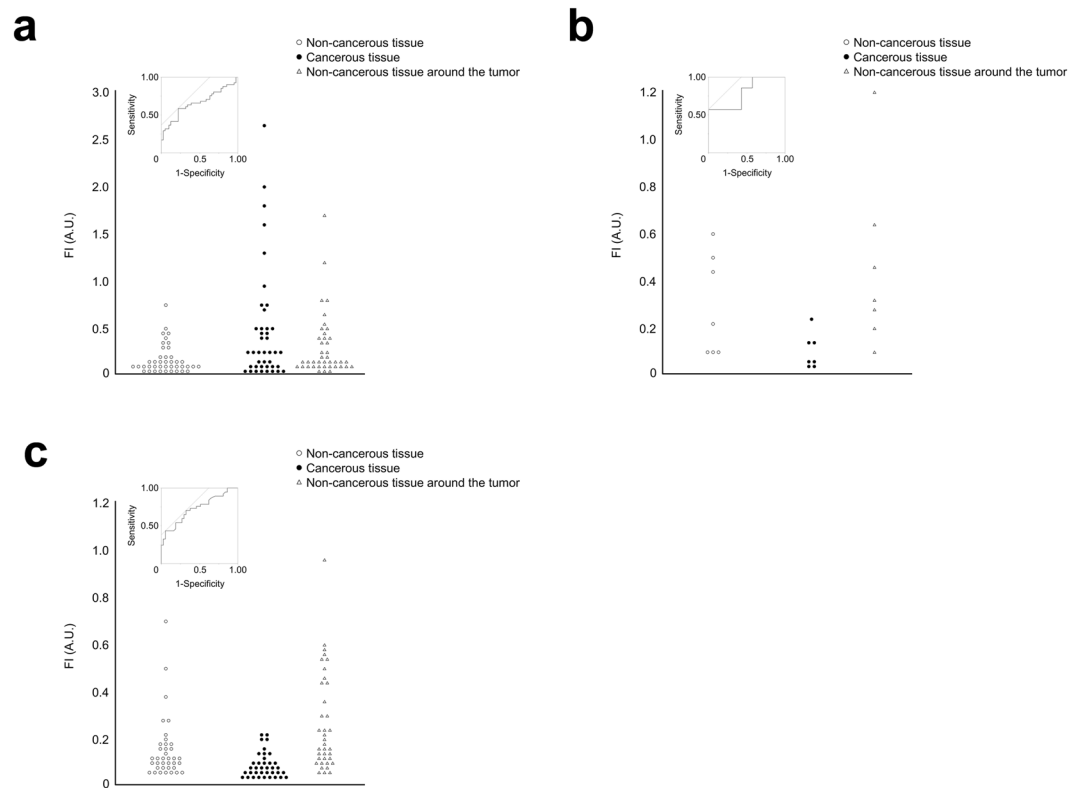 a
○ Non-cancerous tissue
● Cancerous tissue
△ Non-cancerous tissue around the tumor
3.0
2.5
2.0
1.5
1.0
0.5
0
FI (A.U.)
1.00
0.50
0
0.5
1.00
Sensitivity
1-Specificity
b
○ Non-cancerous tissue
● Cancerous tissue
△ Non-cancerous tissue around the tumor
1.2
1.0
0.8
0.6
0.4
0.2
0
FI (A.U.)
1.00
0.50
0
0.5
1.00
Sensitivity
1-Specificity
c
○ Non-cancerous tissue
● Cancerous tissue
△ Non-cancerous tissue around the tumor
1.2
1.0
0.8
0.6
0.4
0.2
0
FI (A.U.)
1.00
0.50
0
0.5
1.00
Sensitivity
1-Specificity